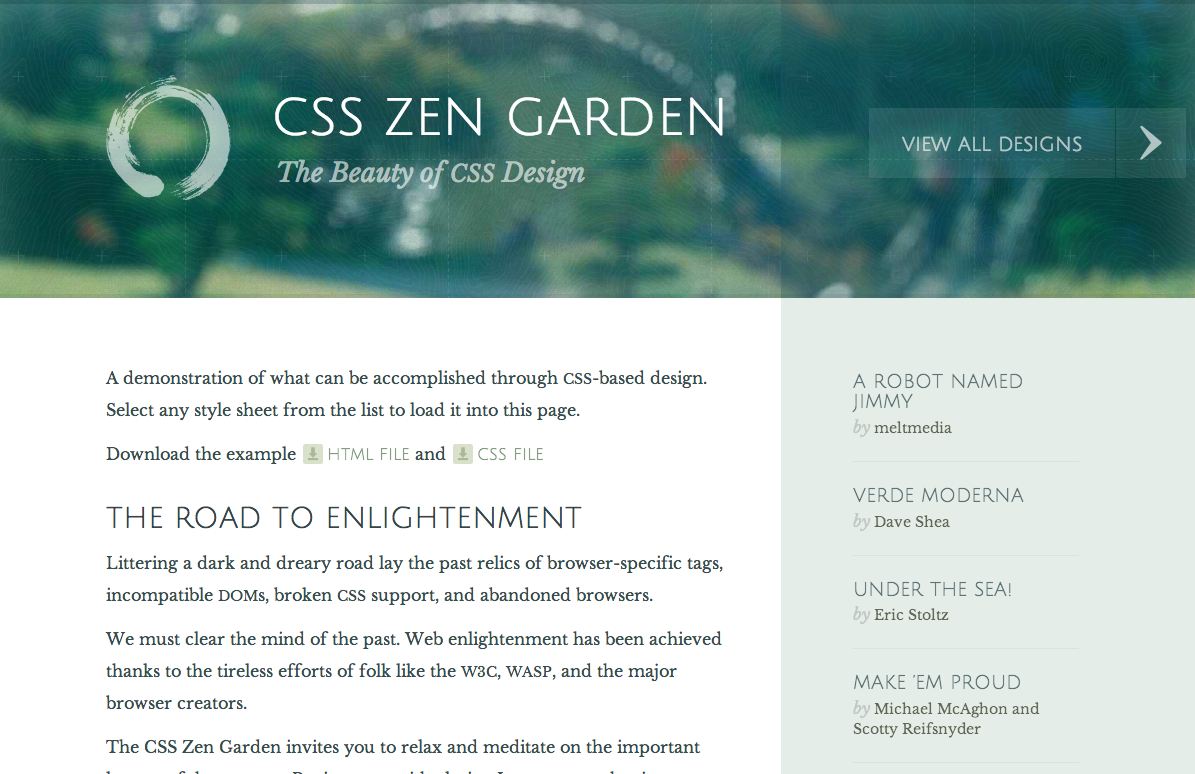 CSS ZEN GARDEN
The Beauty of CSS Design
VIEW ALL DESIGNS
A demonstration of what can be accomplished through CSS-based design.
Select any style sheet from the list to load it into this page.
Download the example HTML FILE and CSS FILE
THE ROAD TO ENLIGHTENMENT
Littering a dark and dreary road lay the past relics of browser-specific tags,
incompatible DOMs, broken CSS support, and abandoned browsers.
We must clear the mind of the past. Web enlightenment has been achieved
thanks to the tireless efforts of folk like the W3C, WASP, and the major
browser creators.
The CSS Zen Garden invites you to relax and meditate on the important
A ROBOT NAMED
JIMMY
by meltmedia
VERDE MODERNA
by Dave Shea
UNDER THE SEA!
by Eric Stoltz
MAKE ’EM PROUD
by Michael McAghon and
Scotty Reifsnyder